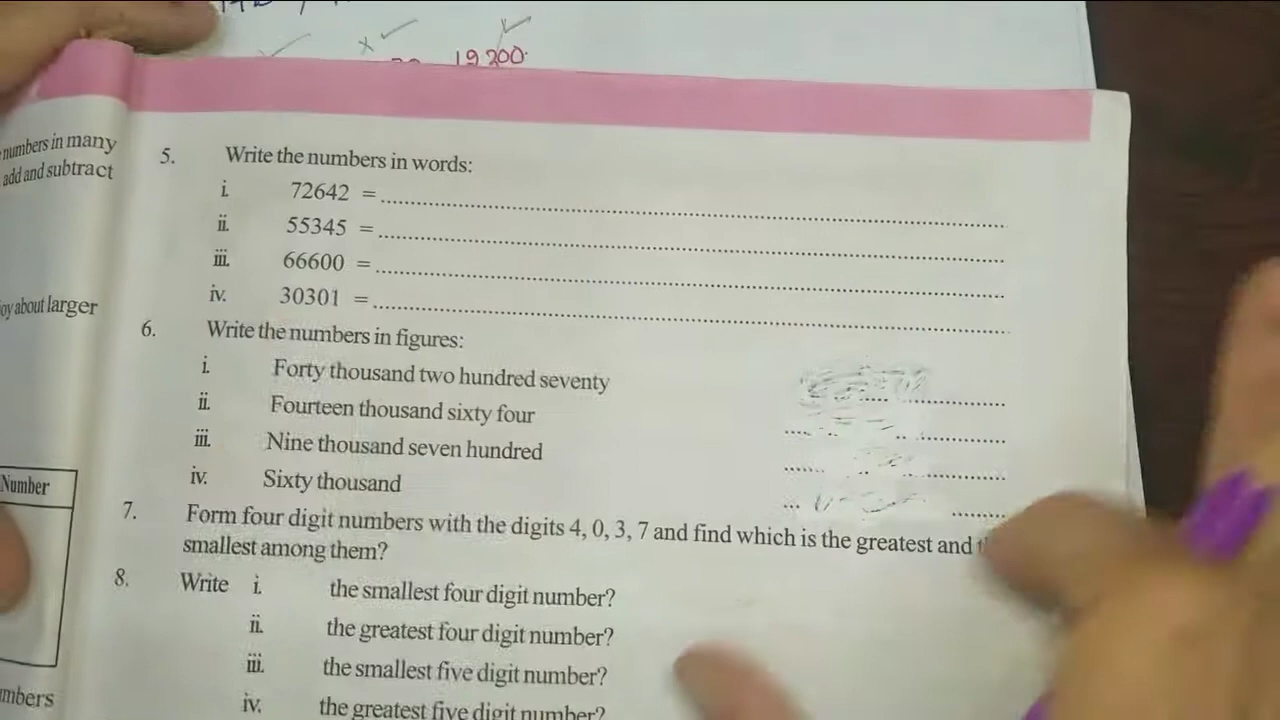 19200
numbers in many
add and subtract
joy about larger
Number
mbers
5. Write the numbers in words:
i. 72642 =
ii. 55345 =
iii. 66600 =
iv. 30301 =
6. Write the numbers in figures:
i. Forty thousand two hundred seventy
ii. Fourteen thousand sixty four
iii. Nine thousand seven hundred
iv. Sixty thousand
7. Form four digit numbers with the digits 4, 0, 3, 7 and find which is the greatest and
smallest among them?
8. Write i. the smallest four digit number?
ii. the greatest four digit number?
iii. the smallest five digit number?
iv. the greatest five digit number?